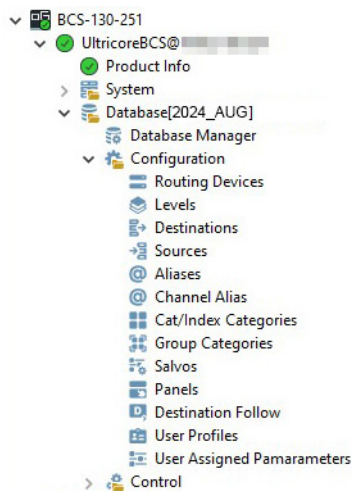 BCS-130-251
UltricoreBCS@
Product Info
System
Database[2024_AUG]
Database Manager
Configuration
Routing Devices
Levels
Destinations
Sources
Aliases
Channel Alias
Cat/Index Categories
Group Categories
Salvos
Panels
Destination Follow
User Profiles
User Assigned Pamarameters
Control